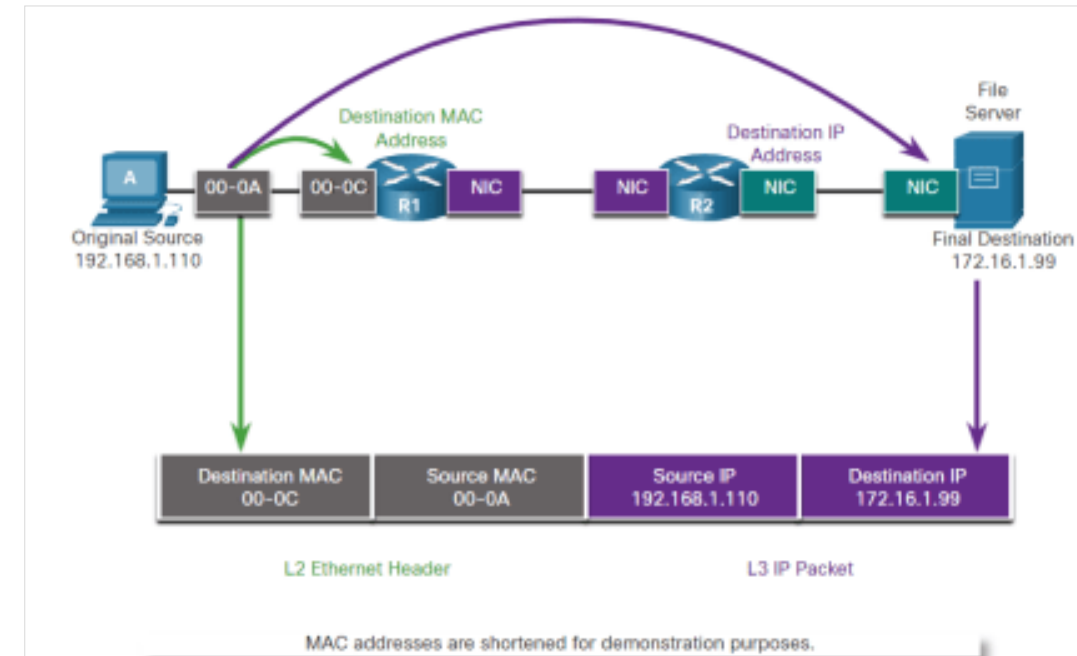 File
Server
Destination MAC
Address
Destination IP
Address
A
00-0A
00-0C
R1
NIC
NIC
R2
NIC
NIC
Original Source
192.168.1.110
Final Destination
172.16.1.99
Destination MAC
00-0C
Source MAC
00-0A
Source IP
192.168.1.110
Destination IP
172.16.1.99
L2 Ethernet Header
L3 IP Packet
MAC addresses are shortened for demonstration purposes.